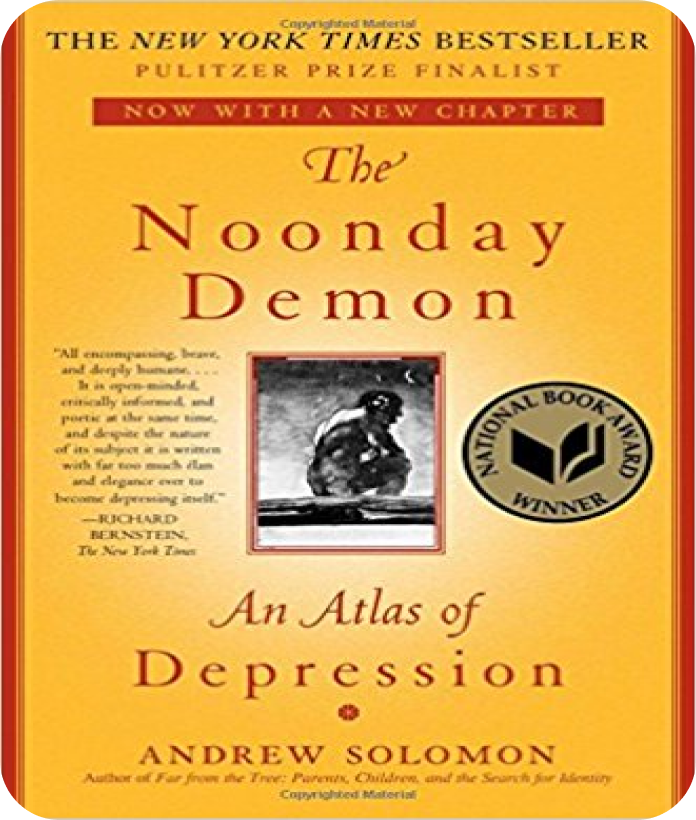 Copyrighted Material
THE NEW YORK TIMES BESTSELLER
PULITZER PRIZE FINALIST
NOW WITH A NEW CHAPTER
The
Noonday
Demon
"All encompassing, brave,
and deeply humane. . . .
It is open-minded,
critically informed, and
poetic at the same time,
and despite the nature
of its subject it is written
with far too much élan
and elegance ever to
become depressing itself."
—RICHARD
BERNSTEIN,
The New York Times
NATIONAL BOOK AWARD
WINNER
An Atlas of
Depression
ANDREW SOLOMON
Author of Far from the Tree: Parents, Children, and the Search for Identity
Copyrighted Material